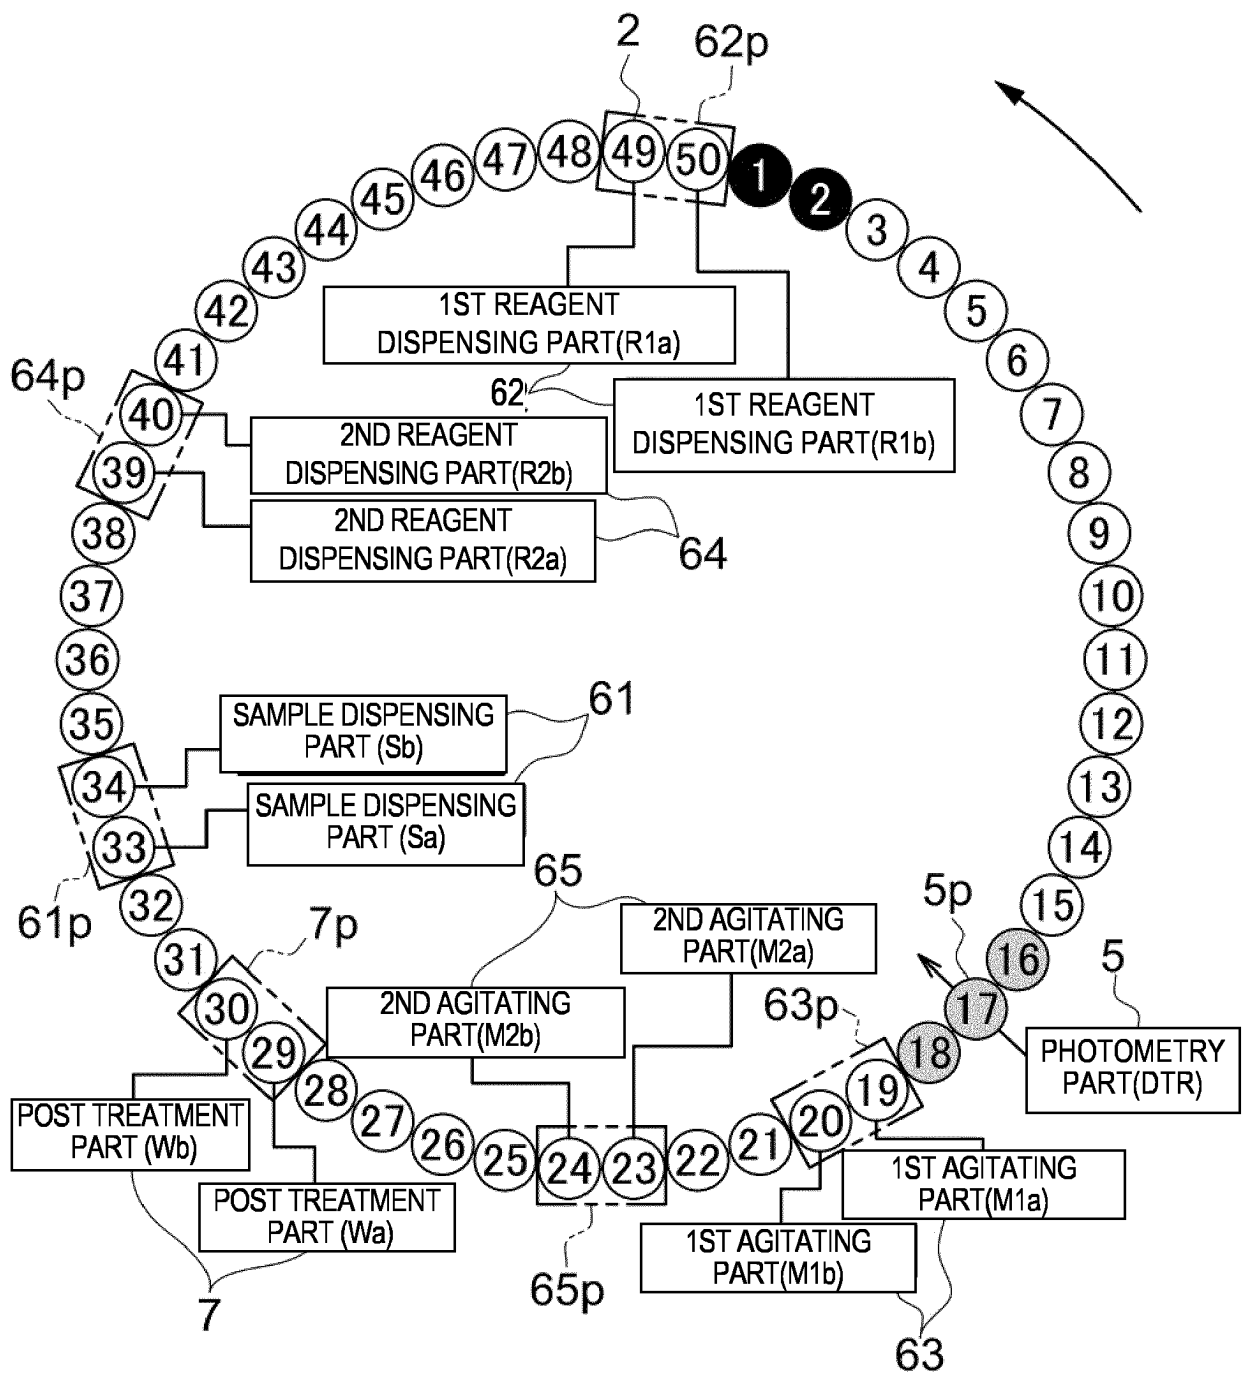 2
62p
49
50
1
2
3
4
5
6
7
8
9
10
11
12
13
14
15
16
17
18
19
20
21
22
23
24
25
26
27
28
29
30
31
32
33
34
35
36
37
38
39
40
41
42
43
44
45
46
47
48
1ST REAGENT
DISPENSING PART(R1a)
62
1ST REAGENT
DISPENSING PART(R1b)
64p
2ND REAGENT
DISPENSING PART(R2b)
2ND REAGENT
DISPENSING PART(R2a)
64
61
SAMPLE DISPENSING
PART (Sb)
SAMPLE DISPENSING
PART (Sa)
61p
7p
65
2ND AGITATING
PART(M2a)
2ND AGITATING
PART(M2b)
5p
5
63p
PHOTOMETRY
PART(DTR)
POST TREATMENT
PART (Wb)
POST TREATMENT
PART (Wa)
7
65p
1ST AGITATING
PART(M1a)
1ST AGITATING
PART(M1b)
63